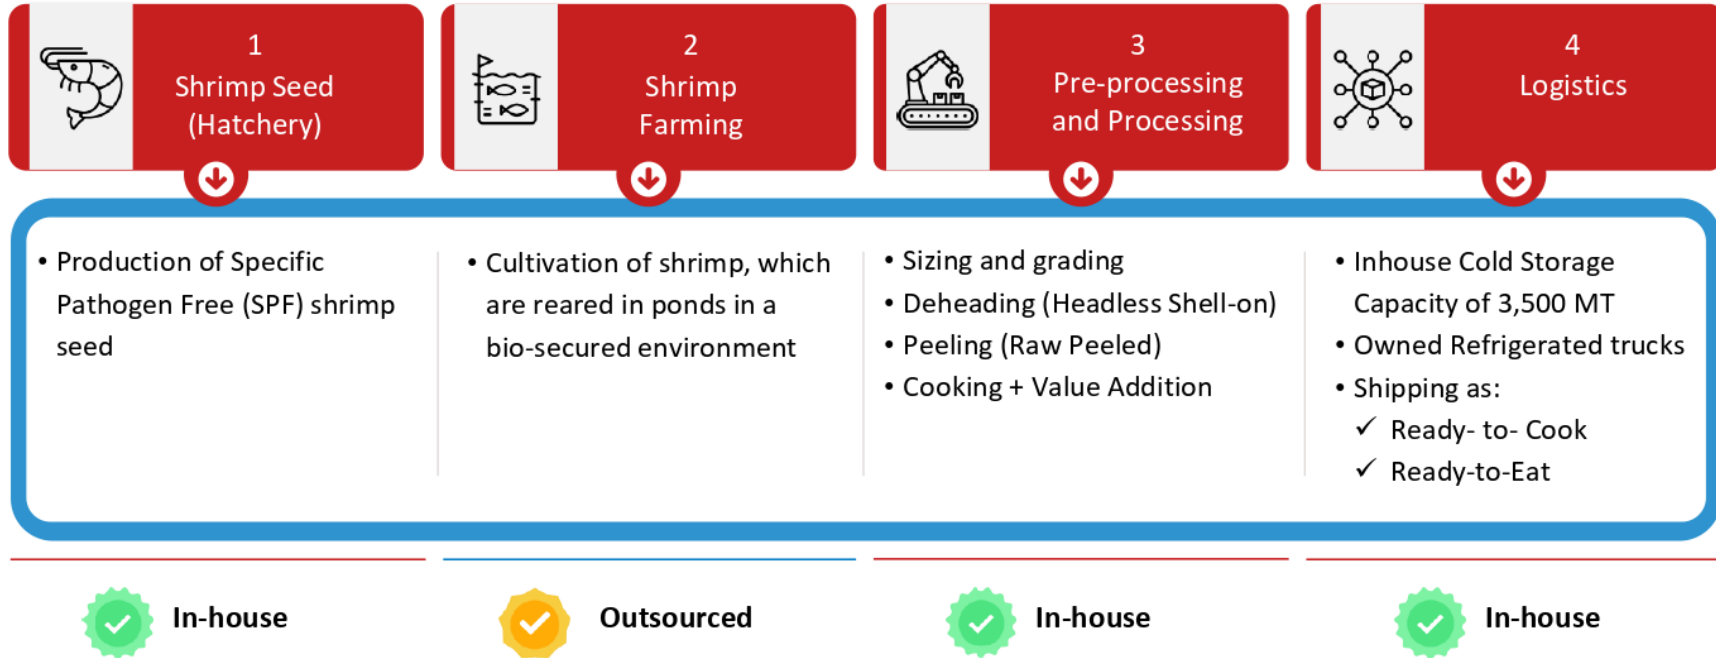 1
Shrimp Seed
(Hatchery)
2
Shrimp
Farming
3
Pre-processing
and Processing
4
Logistics
• Production of Specific
Pathogen Free (SPF) shrimp
seed
• Cultivation of shrimp, which
are reared in ponds in a
bio-secured environment
• Sizing and grading
• Deheading (Headless Shell-on)
• Peeling (Raw Peeled)
• Cooking + Value Addition
• Inhouse Cold Storage
Capacity of 3,500 MT
• Owned Refrigerated trucks
• Shipping as:
✓ Ready- to- Cook
✓ Ready-to-Eat
In-house
Outsourced
In-house
In-house